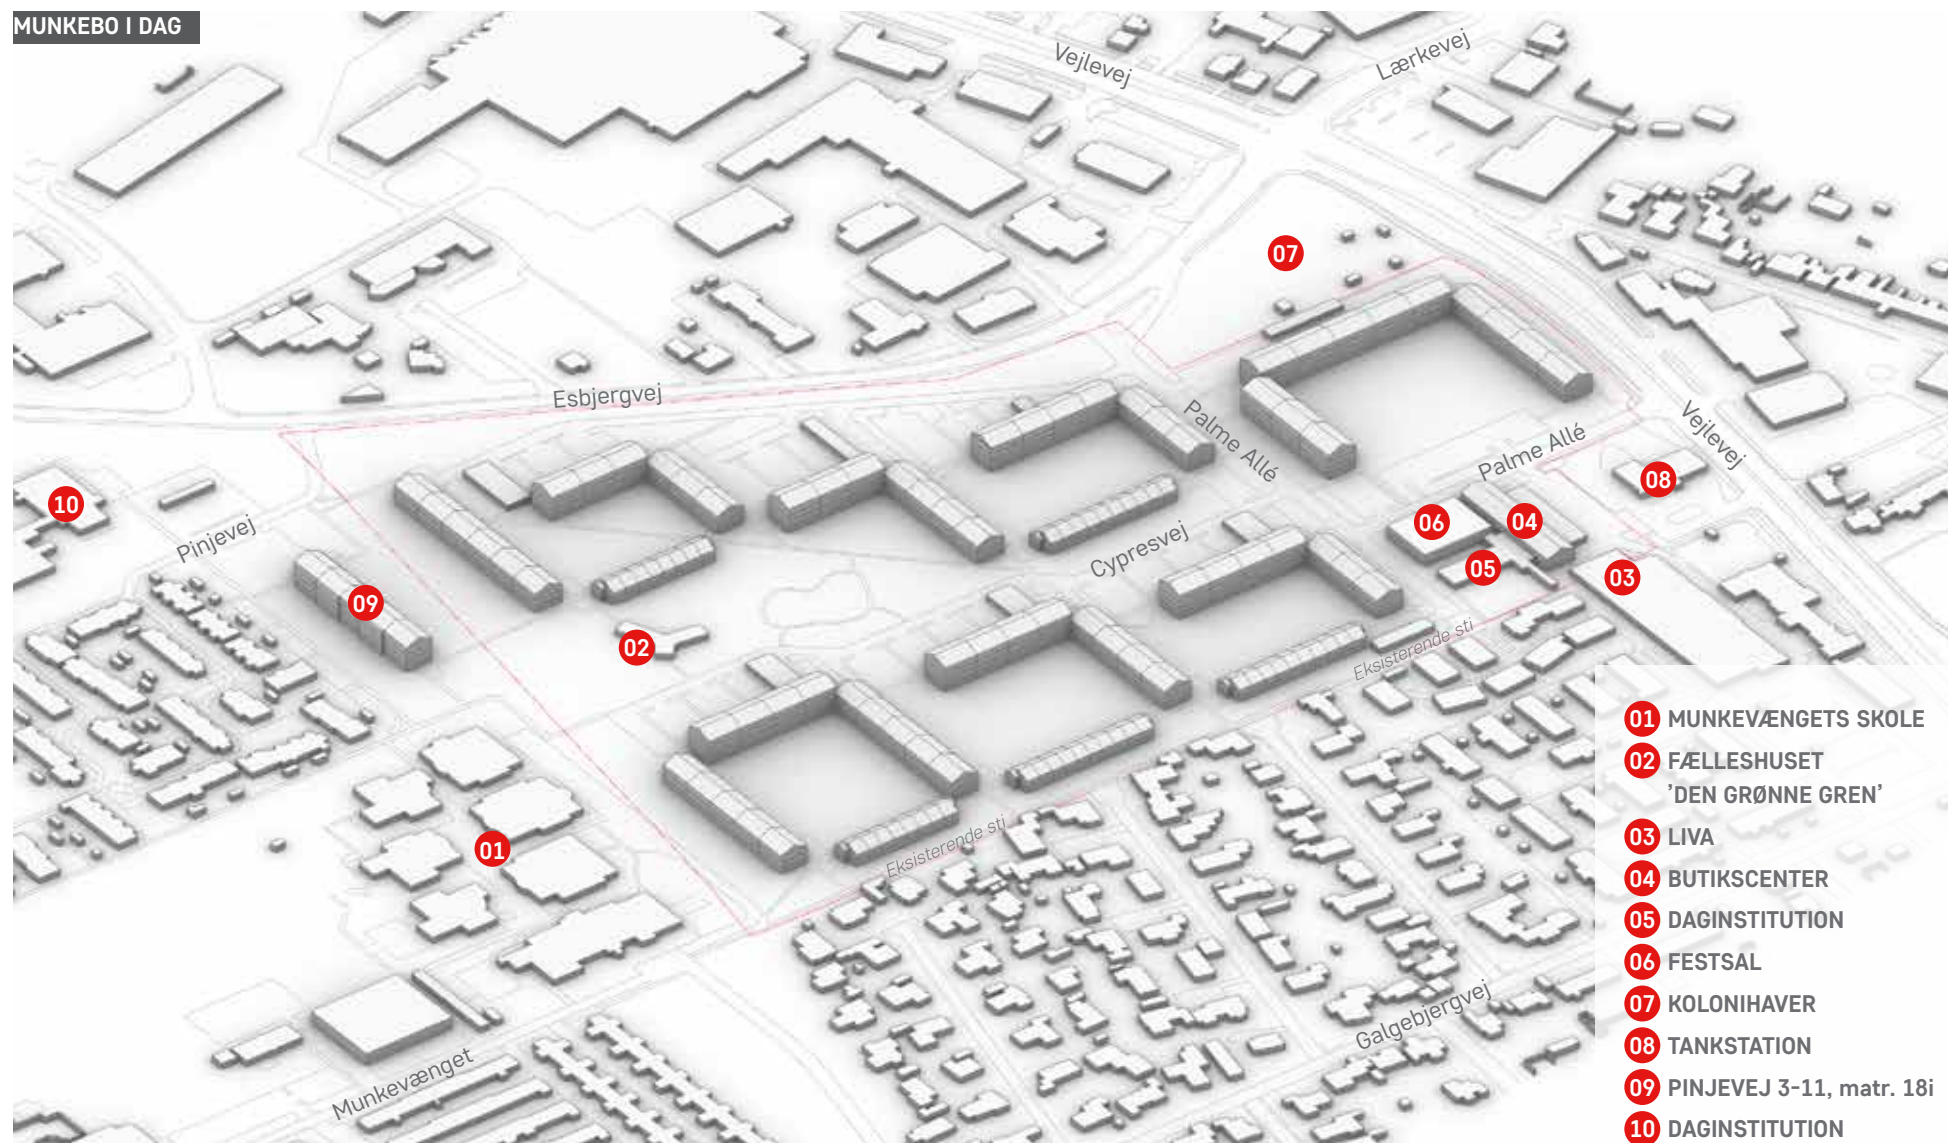 MUNKEBO I DAG
Vejlevej
Lærkevej
07
Esbjergvej
Palme Allé
Palme Allé
Vejlevej
08
10
Pinjevej
06
04
Cypresvej
05
03
09
02
Eksisterende sti
01
Eksisterende sti
Galgebjergvej
Munkevænget
01 MUNKEVÆNGETS SKOLE
02 FÆLLESHUSET
'DEN GRØNNE GREN’
03 LIVA
04 BUTIKSCENTER
05 DAGINSTITUTION
06 FESTSAL
07 KOLONIHAVER
08 TANKSTATION
09 PINJEVEJ 3-11, matr. 18i
10 DAGINSTITUTION